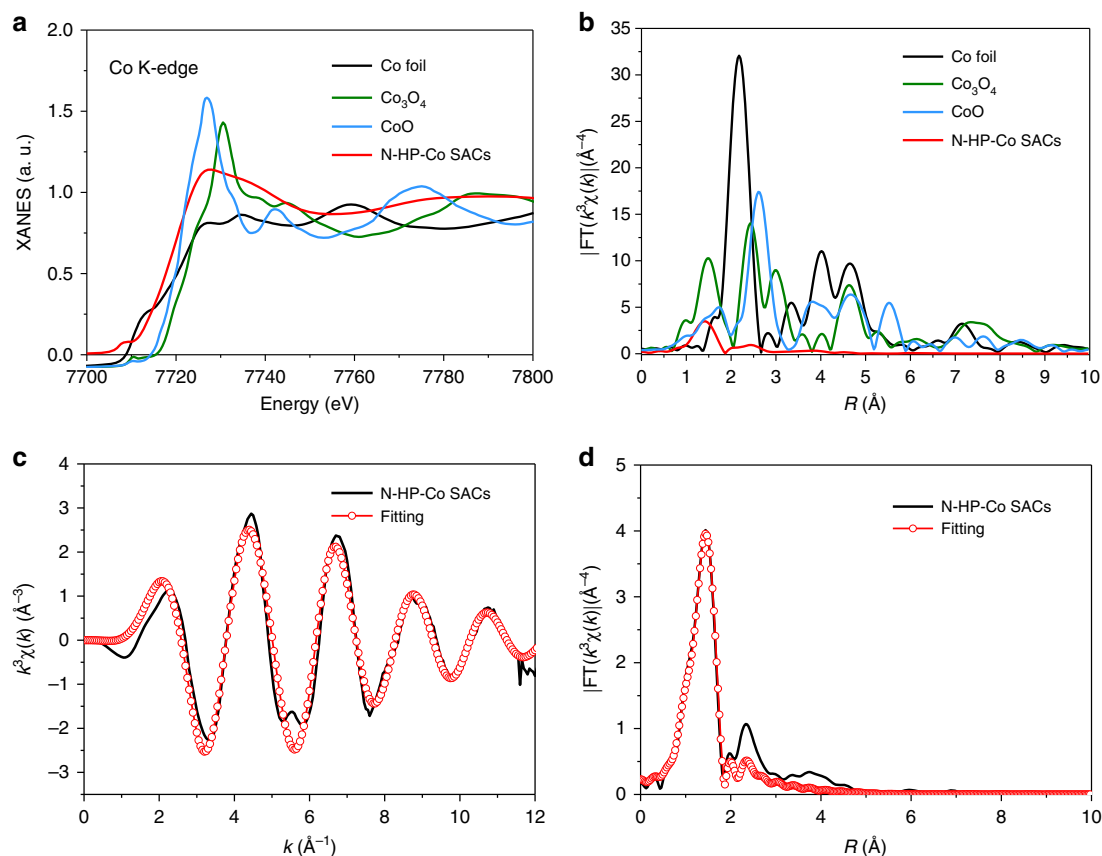 a
2.0
1.5
1.0
0.5
0.0
XANES (a. u.)
Co K-edge
Co foil
Co₃O₄
CoO
N-HP-Co SACs
7700 7720 7740 7760 7780 7800
Energy (eV)
b
35
30
25
20
15
10
5
0
|FT(k³χ(k)|(Å⁻⁴)
Co foil
Co₃O₄
CoO
N-HP-Co SACs
0 1 2 3 4 5 6 7 8 9 10
R (Å)
c
4
3
2
1
0
−1
−2
−3
k³χ(k) (Å⁻³)
N-HP-Co SACs
Fitting
0 2 4 6 8 10 12
k (Å⁻¹)
d
5
4
3
2
1
0
|FT(k³χ(k)|(Å⁻⁴)
N-HP-Co SACs
Fitting
0 2 4 6 8 10
R (Å)